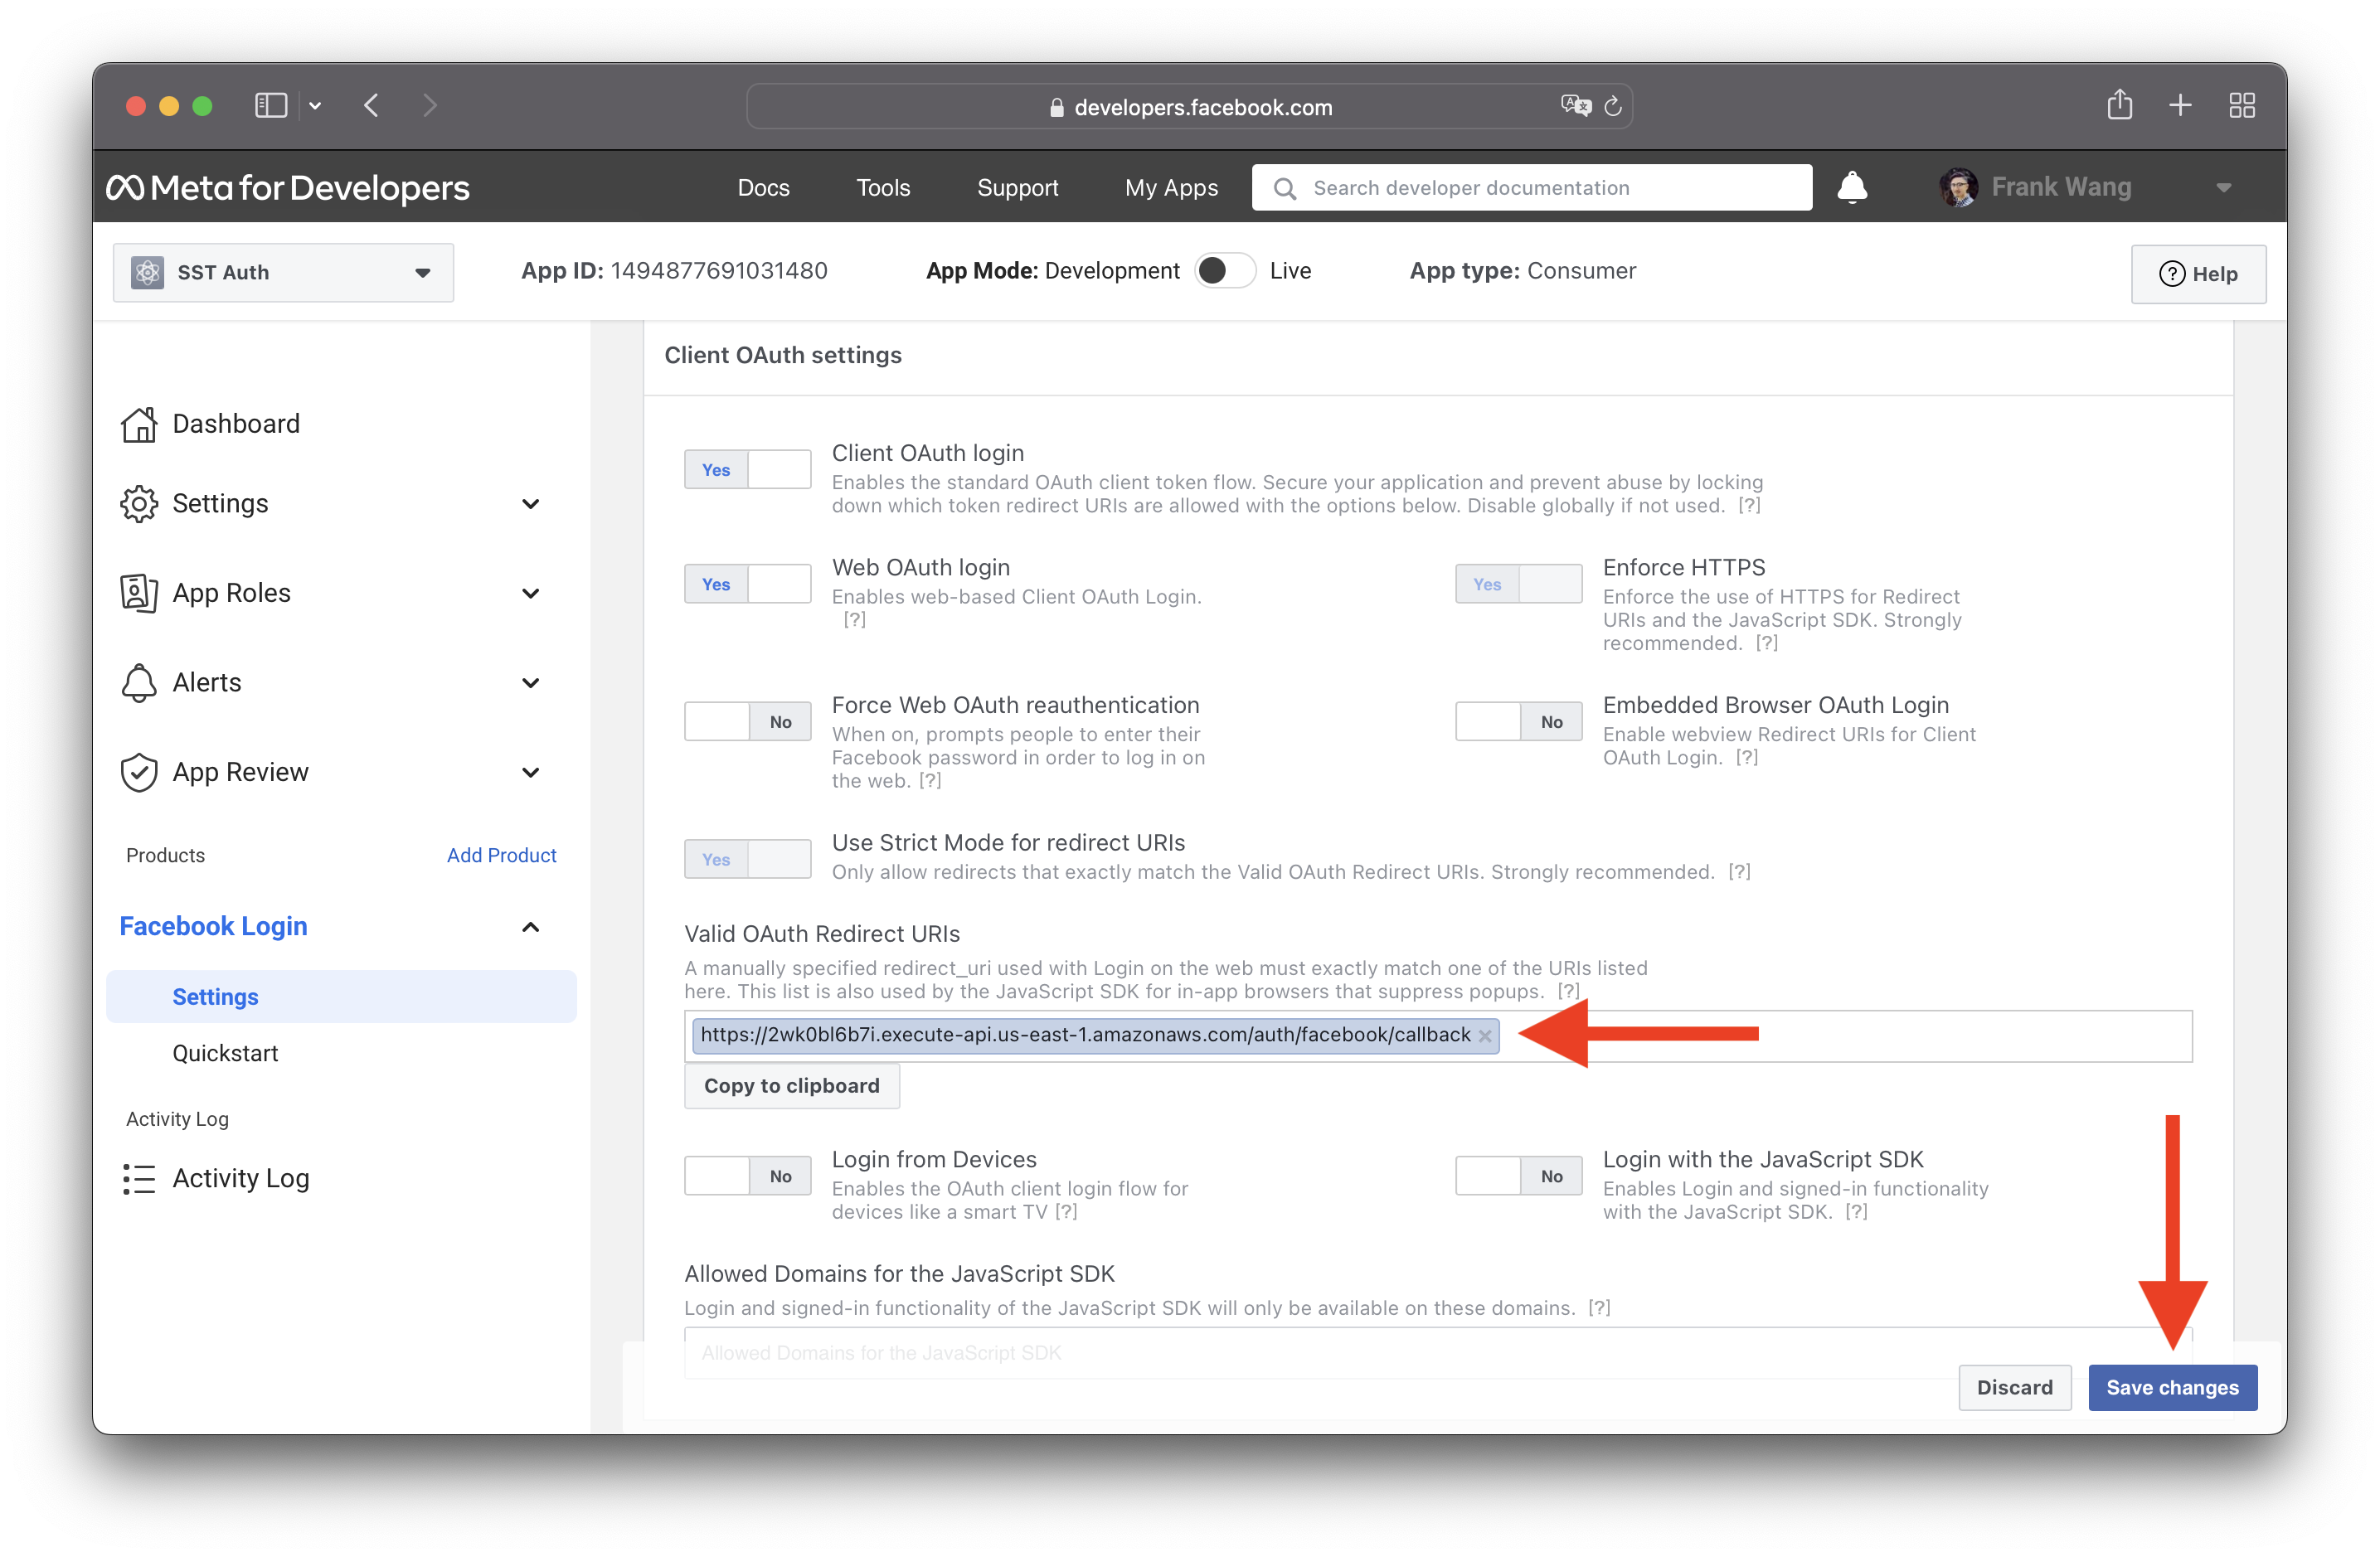 developers.facebook.com
Meta for Developers
Docs
Tools
Support
My Apps
Search developer documentation
Frank Wang
SST Auth
App ID: 1494877691031480
App Mode: Development
Live
App type: Consumer
? Help
Dashboard
Settings
App Roles
Alerts
App Review
Products
Add Product
Facebook Login
Settings
Quickstart
Activity Log
Activity Log
Client OAuth settings
Yes
Client OAuth login
Enables the standard OAuth client token flow. Secure your application and prevent abuse by locking
down which token redirect URIs are allowed with the options below. Disable globally if not used. [?]
Yes
Web OAuth login
Enables web-based Client OAuth Login.
[?]
Yes
Enforce HTTPS
Enforce the use of HTTPS for Redirect
URIs and the JavaScript SDK. Strongly
recommended. [?]
No
Force Web OAuth reauthentication
When on, prompts people to enter their
Facebook password in order to log in on
the web. [?]
No
Embedded Browser OAuth Login
Enable webview Redirect URIs for Client
OAuth Login. [?]
Yes
Use Strict Mode for redirect URIs
Only allow redirects that exactly match the Valid OAuth Redirect URIs. Strongly recommended. [?]
Valid OAuth Redirect URIs
A manually specified redirect_uri used with Login on the web must exactly match one of the URIs listed
here. This list is also used by the JavaScript SDK for in-app browsers that suppress popups. [?]
https://2wk0bl6b7i.execute-api.us-east-1.amazonaws.com/auth/facebook/callback ×
Copy to clipboard
No
Login from Devices
Enables the OAuth client login flow for
devices like a smart TV [?]
No
Login with the JavaScript SDK
Enables Login and signed-in functionality
with the JavaScript SDK. [?]
Allowed Domains for the JavaScript SDK
Login and signed-in functionality of the JavaScript SDK will only be available on these domains. [?]
Allowed Domains for the JavaScript SDK
Discard
Save changes